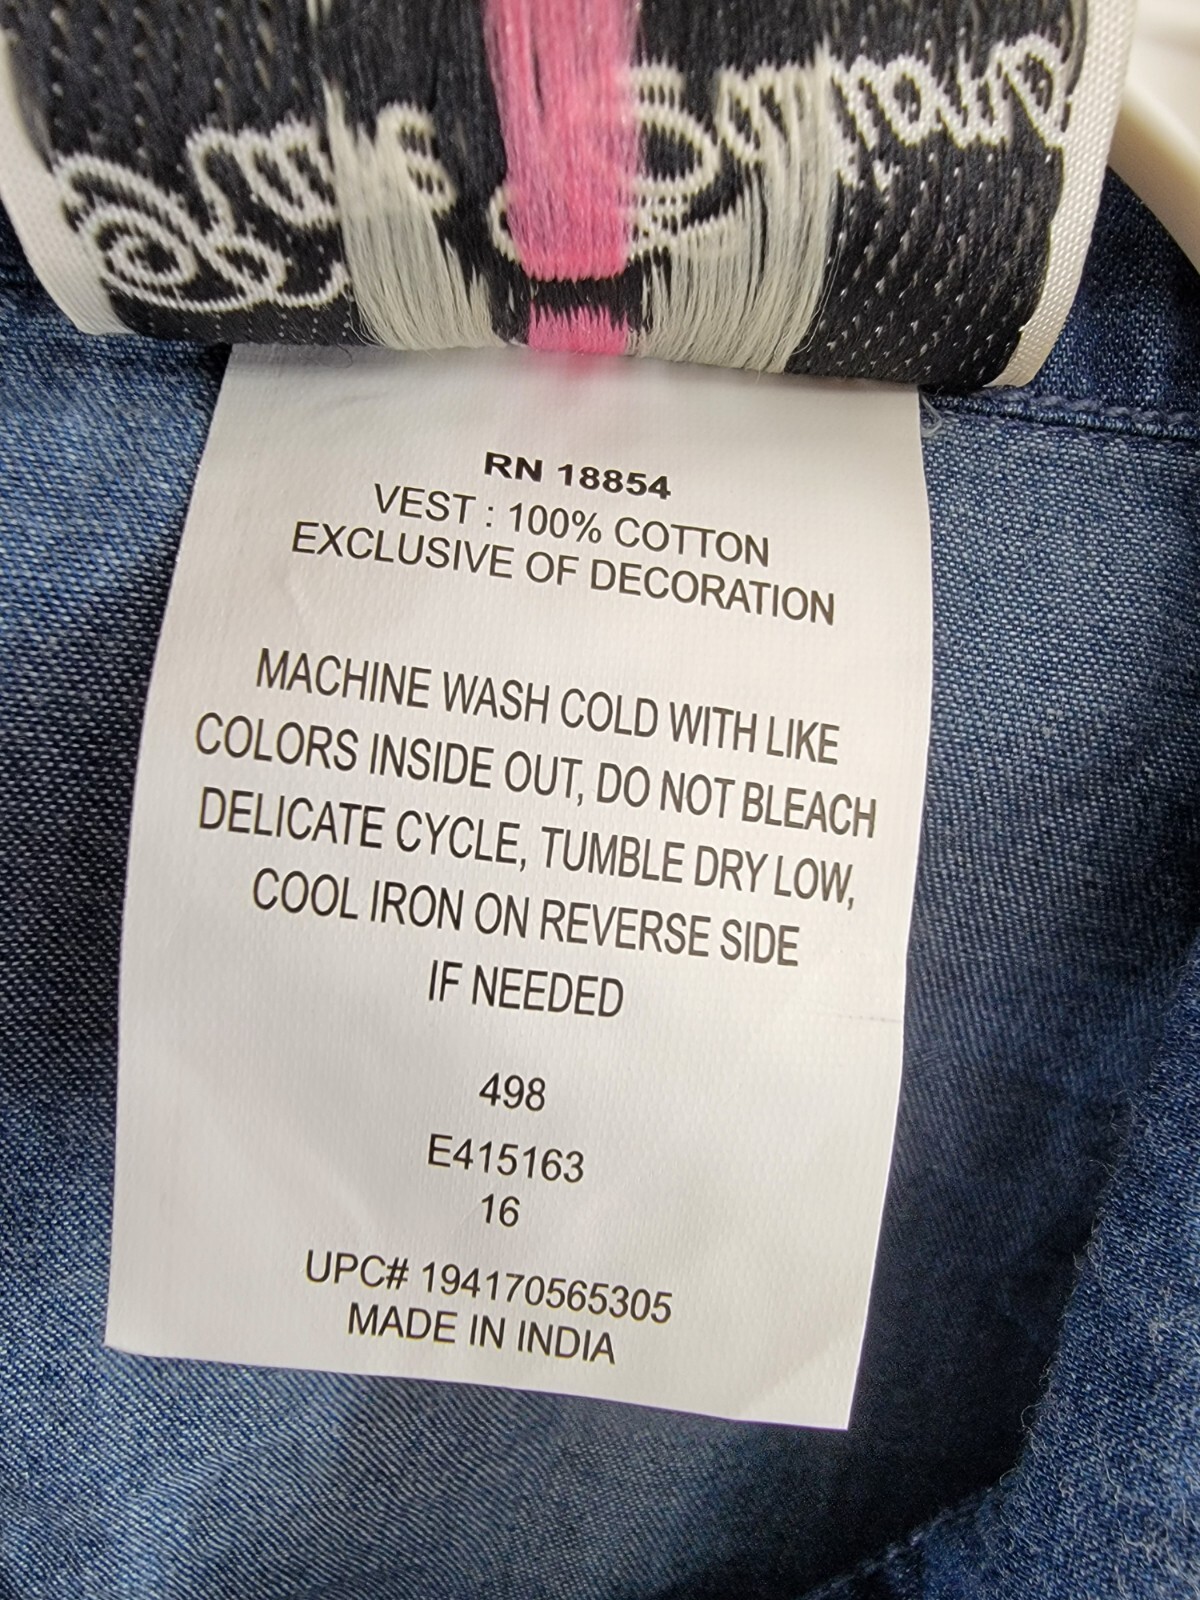 RN 18854
VEST : 100% COTTON
EXCLUSIVE OF DECORATION
MACHINE WASH COLD WITH LIKE
COLORS INSIDE OUT, DO NOT BLEACH
DELICATE CYCLE, TUMBLE DRY LOW,
COOL IRON ON REVERSE SIDE
IF NEEDED
498
E415163
16
UPC# 194170565305
MADE IN INDIA